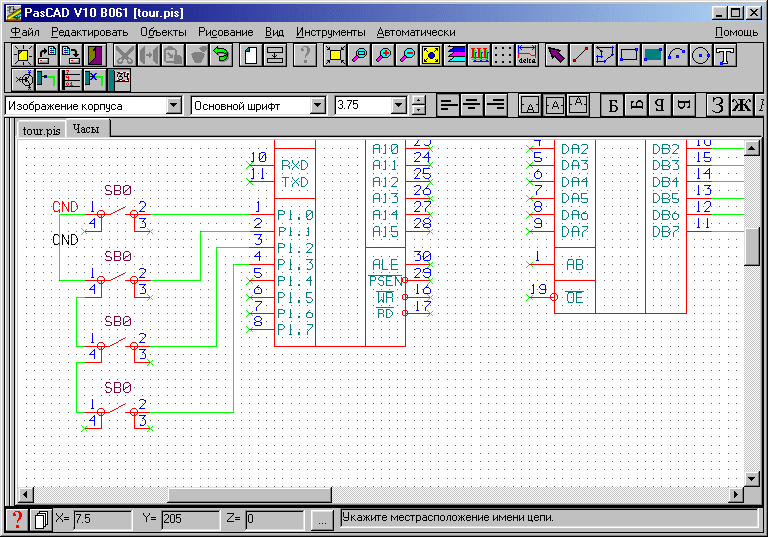 PasCAD V10 B061 [tour.pis]
Файл Редактировать Объекты Рисование Вид Инструменты Автоматически Помощь
delta T A
Изображение корпуса Основной шрифт 3.75 A A A Б Б Я Б З Ж
tour.pis Часы
A10 23 4 DA2 DB2 16
10 RXD A11 24 5 DA3 DB3 15
11 TXD A12 25 6 DA4 DB4 14
SB0 A13 26 7 DA5 DB5 13
GND 1 2 1 P1.0 A14 27 8 DA6 DB6 12
4 3 2 P1.1 A15 28 9 DA7 DB7 11
GND 3 P1.2
SB0 4 P1.3 ALE 30 1 AB
1 2 5 P1.4 PSEN 29
4 3 6 P1.5 WR 16 19 OE
SB0 7 P1.6 RD 17
8 P1.7
1 2
4 3
SB0
1 2
4 3
? X= 7.5 Y= 205 Z= 0 ... Укажите местрасположение имени цепи.